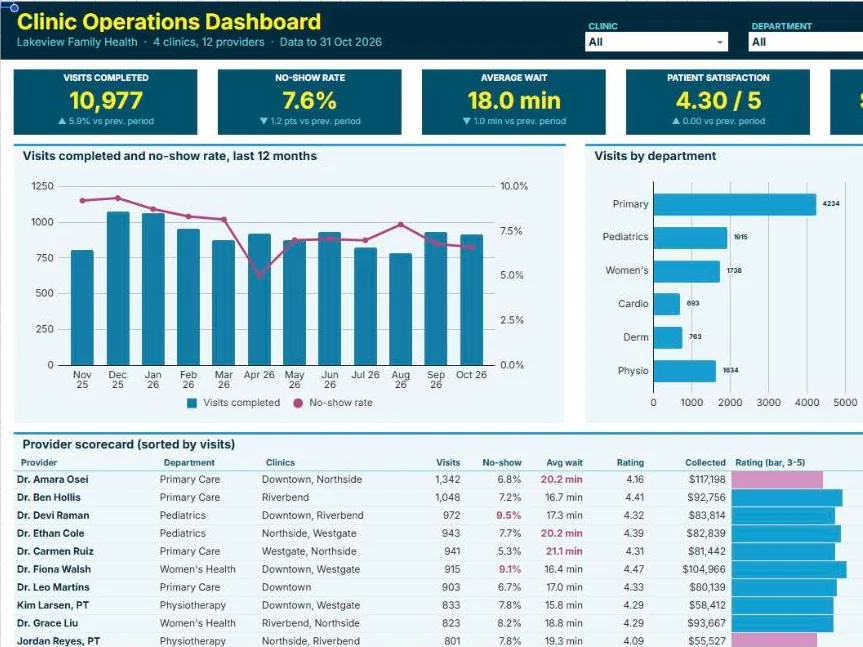 Clinic Operations Dashboard
Lakeview Family Health · 4 clinics, 12 providers · Data to 31 Oct 2026
CLINIC
All
DEPARTMENT
All
VISITS COMPLETED
10,977
▲ 5.9% vs prev. period
NO-SHOW RATE
7.6%
▼ 1.2 pts vs prev. period
AVERAGE WAIT
18.0 min
▼ 1.0 min vs prev. period
PATIENT SATISFACTION
4.30 / 5
▲ 0.00 vs prev. period
Visits completed and no-show rate, last 12 months
1250
1000
750
500
250
0
10.0%
7.5%
5.0%
2.5%
0.0%
Nov 25
Dec 25
Jan 26
Feb 26
Mar 26
Apr 26
May 26
Jun 26
Jul 26
Aug 26
Sep 26
Oct 26
Visits completed
No-show rate
Visits by department
Primary 4234
Pediatrics 1915
Women's 1738
Cardio 693
Derm 763
Physio 1634
0 1000 2000 3000 4000 5000
Provider scorecard (sorted by visits)
Provider Department Clinics Visits No-show Avg wait Rating Collected Rating (bar, 3-5)
Dr. Amara Osei Primary Care Downtown, Northside 1,342 6.8% 20.2 min 4.16 $117,198
Dr. Ben Hollis Primary Care Riverbend 1,048 7.2% 16.7 min 4.41 $92,756
Dr. Devi Raman Pediatrics Downtown, Riverbend 972 9.5% 17.3 min 4.32 $83,814
Dr. Ethan Cole Pediatrics Northside, Westgate 943 7.7% 20.2 min 4.39 $82,839
Dr. Carmen Ruiz Primary Care Westgate, Northside 941 5.3% 21.1 min 4.31 $81,442
Dr. Fiona Walsh Women's Health Downtown, Westgate 915 9.1% 16.4 min 4.47 $104,966
Dr. Leo Martins Primary Care Downtown 903 6.7% 17.0 min 4.33 $80,139
Kim Larsen, PT Physiotherapy Downtown, Westgate 833 7.8% 15.8 min 4.29 $58,412
Dr. Grace Liu Women's Health Riverbend, Northside 823 8.2% 18.8 min 4.29 $93,667
Jordan Reyes, PT Physiotherapy Northside, Riverbend 801 7.8% 19.3 min 4.09 $55,527